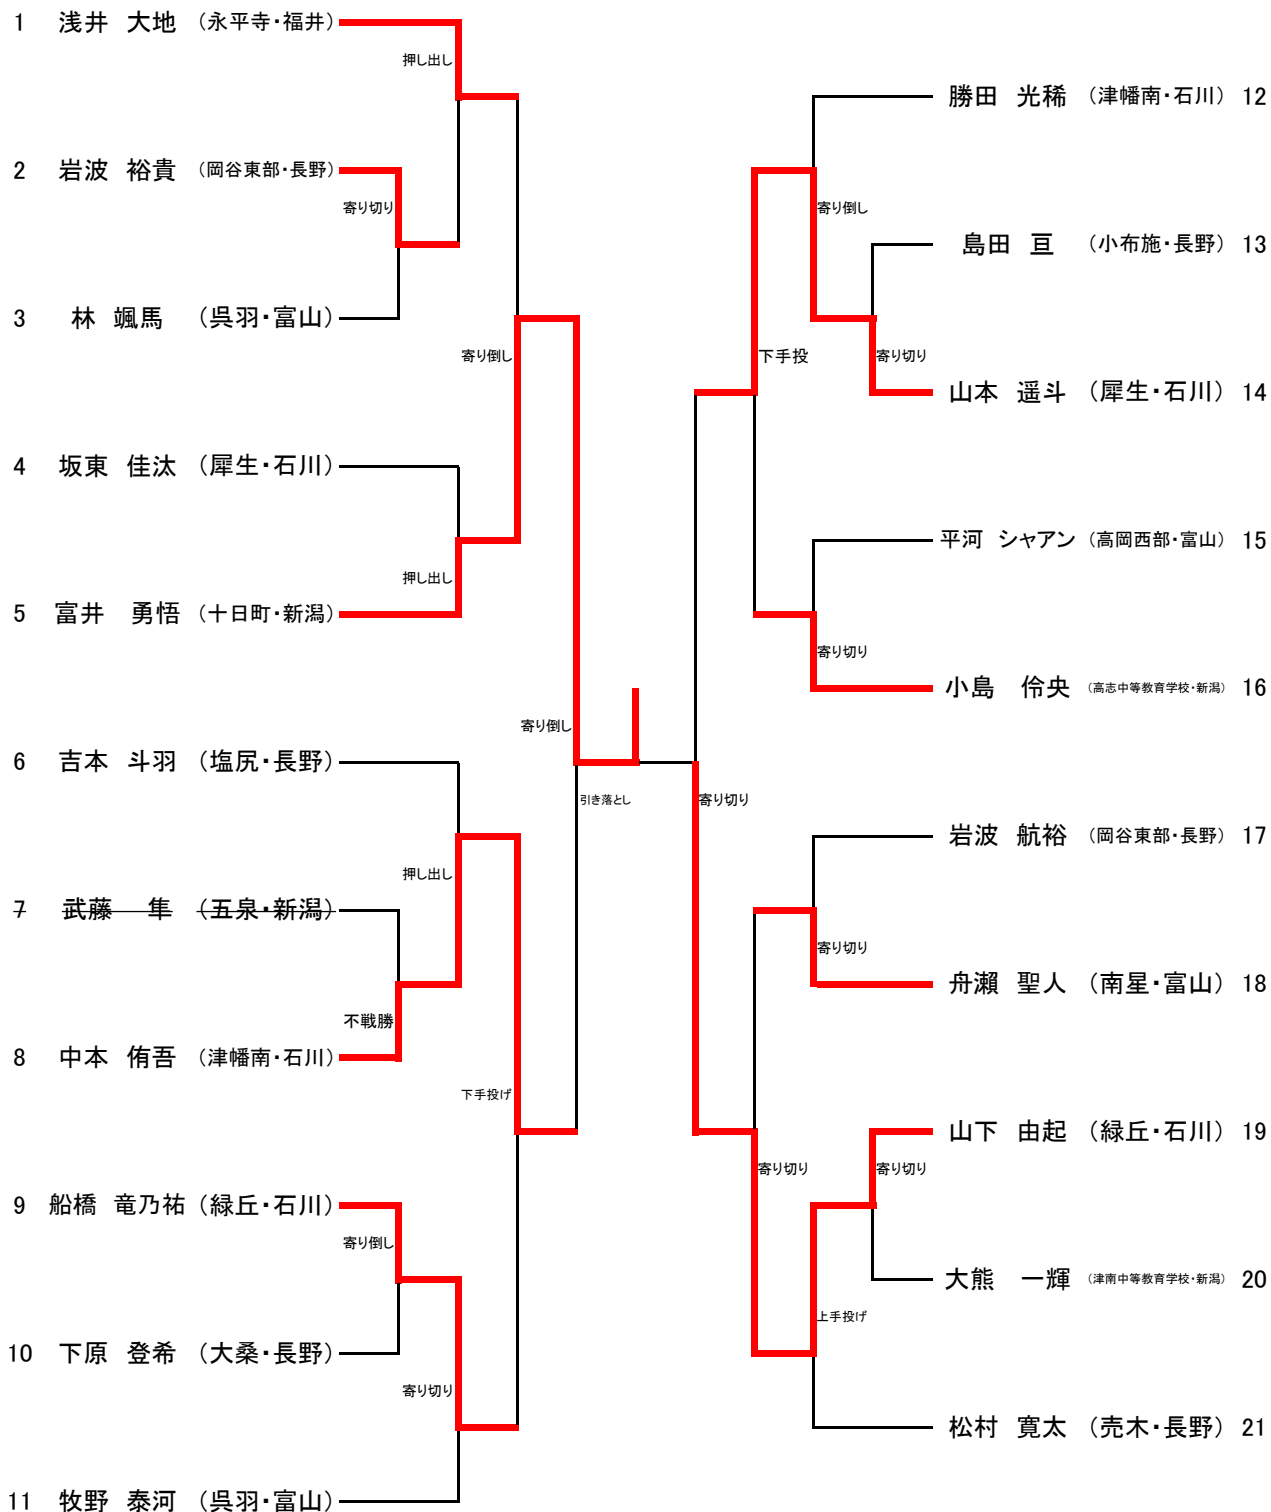 1 浅井 大地 (永平寺・福井)
押し出し
2 岩波 裕貴 (岡谷東部・長野)
寄り切り
3 林 颯馬 (呉羽・富山)
寄り倒し
4 坂東 佳汰 (犀生・石川)
押し出し
5 富井 勇悟 (十日町・新潟)
寄り倒し
6 吉本 斗羽 (塩尻・長野)
引き落とし
押し出し
7 武藤 隼 (五泉・新潟)
不戦勝
8 中本 侑吾 (津幡南・石川)
下手投げ
9 船橋 竜乃祐 (緑丘・石川)
寄り倒し
10 下原 登希 (大桑・長野)
寄り切り
11 牧野 泰河 (呉羽・富山)
勝田 光稀 (津幡南・石川) 12
寄り倒し
島田 亘 (小布施・長野) 13
下手投
寄り切り
山本 遥斗 (犀生・石川) 14
平河 シャアン (高岡西部・富山) 15
寄り切り
小島 伶央 (高志中等教育学校・新潟) 16
寄り切り
岩波 航裕 (岡谷東部・長野) 17
寄り切り
舟瀬 聖人 (南星・富山) 18
山下 由起 (緑丘・石川) 19
寄り切り
寄り切り
大熊 一輝 (津南中等教育学校・新潟) 20
上手投げ
松村 寛太 (売木・長野) 21